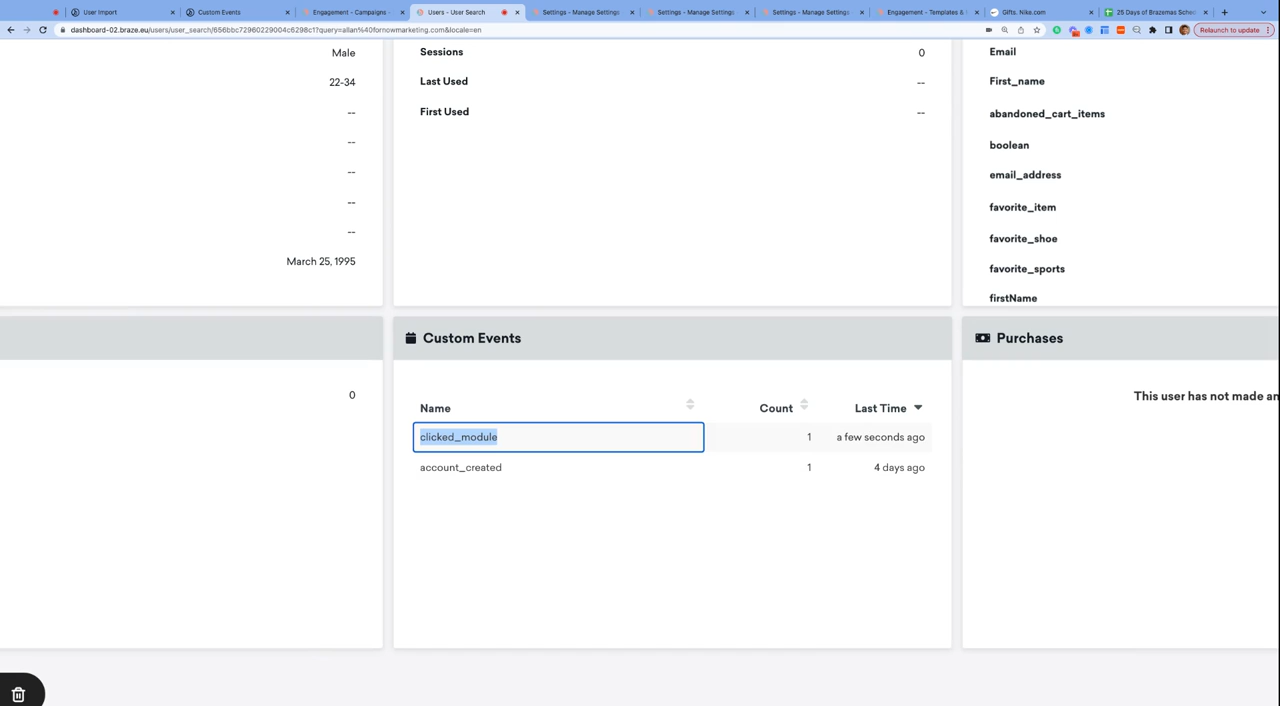 User Import
Custom Events
Engagement - Campaigns -
Users - User Search
Settings - Manage Settings
Settings - Manage Settings
Settings - Manage Settings
Engagement - Templates &
Gifts. Nike.com
25 Days of Brazemas Sched
dashboard-02.braze.eu/users/user_search/656bbc72960229004c6298c1?query=allan%40fornowmarketing.com&locale=en
Relaunch to update
Male
22-34
--
--
--
--
--
March 25, 1995
Sessions 0
Last Used --
First Used --
Email
First_name
abandoned_cart_items
boolean
email_address
favorite_item
favorite_shoe
favorite_sports
firstName
0
Custom Events
Name Count Last Time
clicked_module 1 a few seconds ago
account_created 1 4 days ago
Purchases
This user has not made an